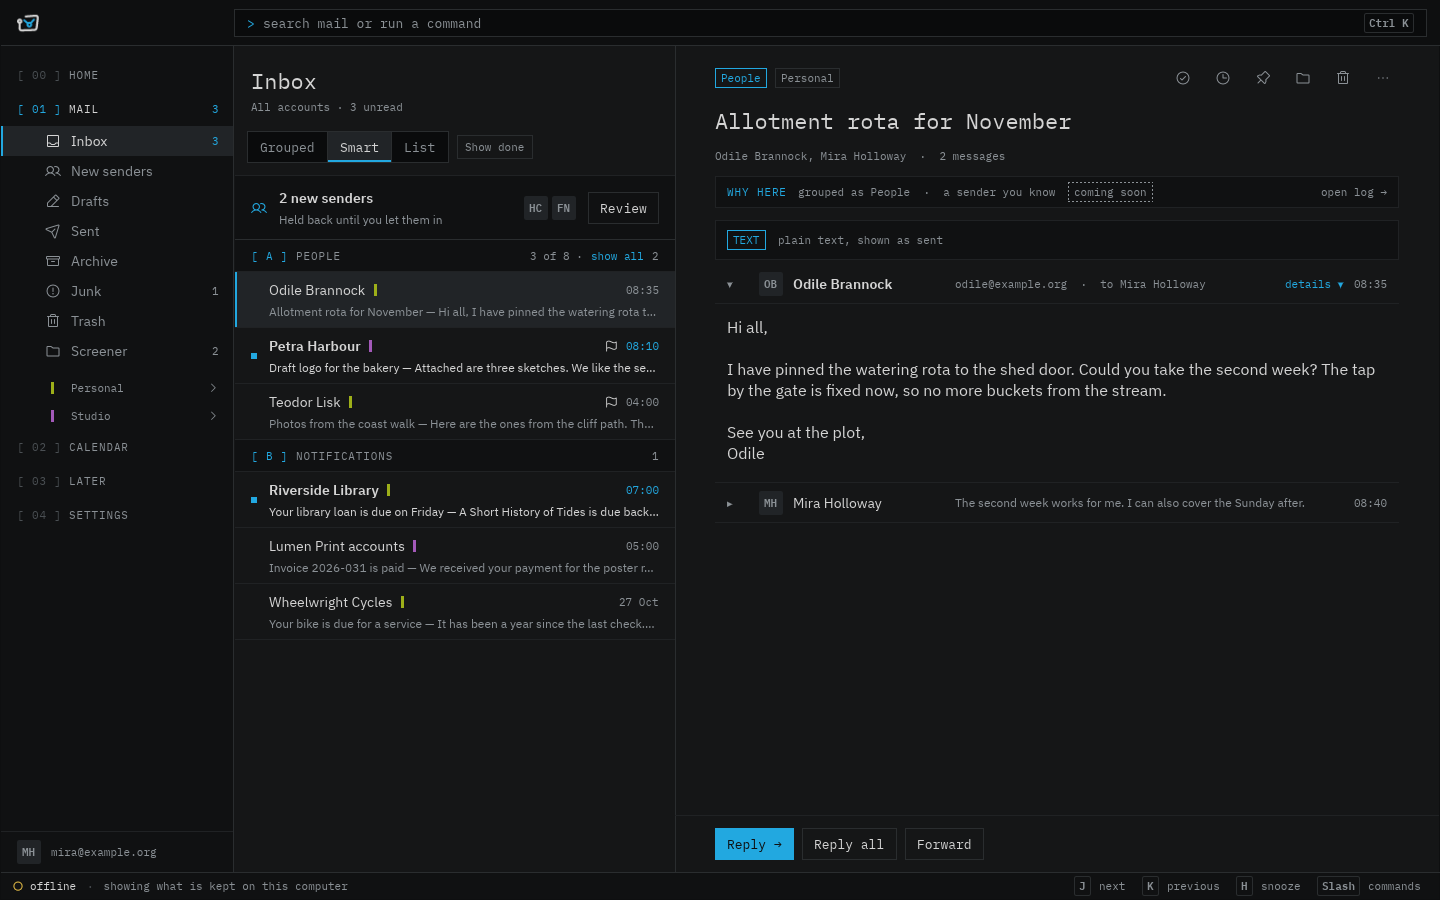 > search mail or run a command
Ctrl K
[ 00 ] HOME
[ 01 ] MAIL 3
Inbox 3
New senders
Drafts
Sent
Archive
Junk 1
Trash
Screener 2
Personal
Studio
[ 02 ] CALENDAR
[ 03 ] LATER
[ 04 ] SETTINGS
MH mira@example.org
Inbox
All accounts · 3 unread
Grouped Smart List Show done
2 new senders
Held back until you let them in
HC FN Review
[ A ] PEOPLE 3 of 8 · show all 2
Odile Brannock 08:35
Allotment rota for November — Hi all, I have pinned the watering rota t…
Petra Harbour 08:10
Draft logo for the bakery — Attached are three sketches. We like the se…
Teodor Lisk 04:00
Photos from the coast walk — Here are the ones from the cliff path. Th…
[ B ] NOTIFICATIONS 1
Riverside Library 07:00
Your library loan is due on Friday — A Short History of Tides is due back…
Lumen Print accounts 05:00
Invoice 2026-031 is paid — We received your payment for the poster r…
Wheelwright Cycles 27 Oct
Your bike is due for a service — It has been a year since the last check.…
People Personal
Allotment rota for November
Odile Brannock, Mira Holloway · 2 messages
WHY HERE grouped as People · a sender you know coming soon open log →
TEXT plain text, shown as sent
▾ OB Odile Brannock odile@example.org · to Mira Holloway details ▾ 08:35
Hi all,
I have pinned the watering rota to the shed door. Could you take the second week? The tap
by the gate is fixed now, so no more buckets from the stream.
See you at the plot,
Odile
▸ MH Mira Holloway The second week works for me. I can also cover the Sunday after. 08:40
Reply → Reply all Forward
offline · showing what is kept on this computer
J next K previous H snooze Slash commands